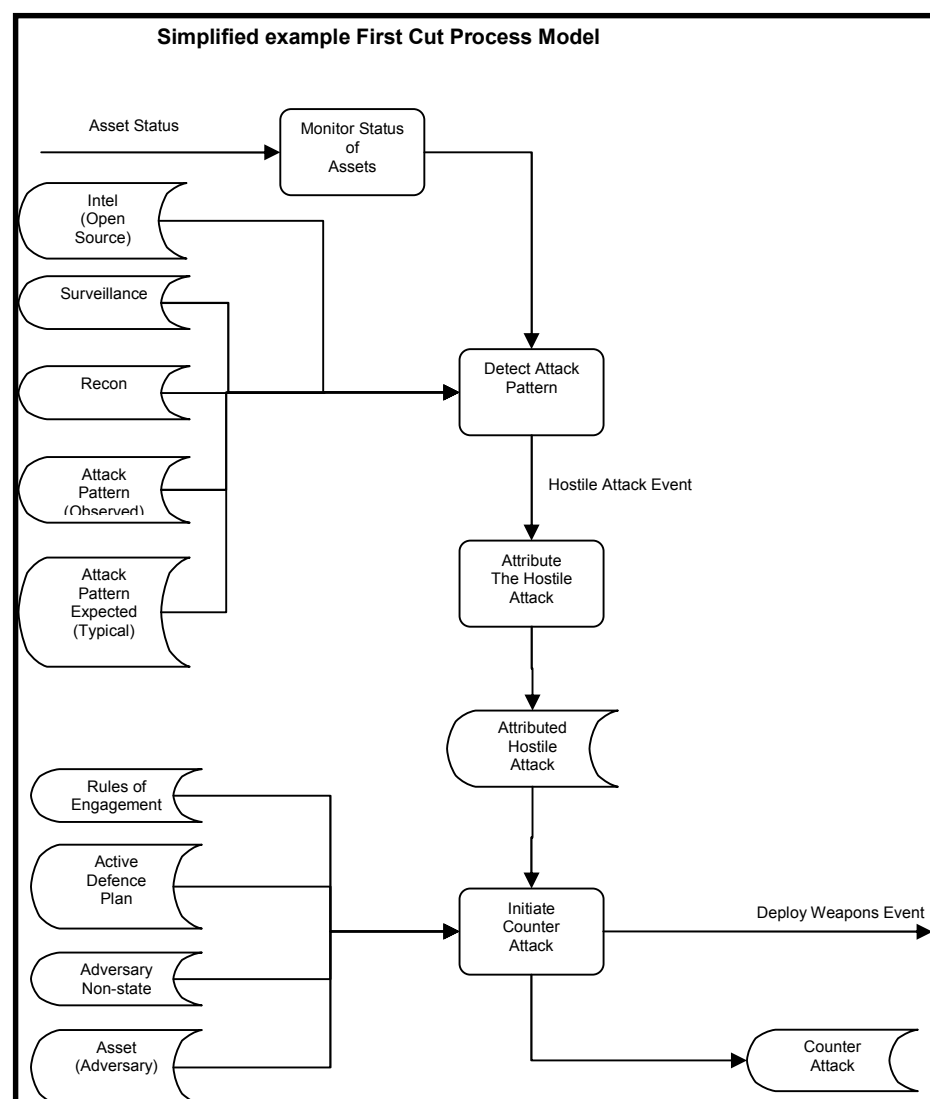 Simplified example First Cut Process Model
Asset Status
Monitor Status
of
Assets
Intel
(Open
Source)
Surveillance
Recon
Detect Attack
Pattern
Attack
Pattern
(Observed)
Hostile Attack Event
Attribute
The Hostile
Attack
Attack
Pattern
Expected
(Typical)
Attributed
Hostile
Attack
Rules of
Engagement
Active
Defence
Plan
Initiate
Counter
Attack
Deploy Weapons Event
Adversary
Non-state
Asset
(Adversary)
Counter
Attack